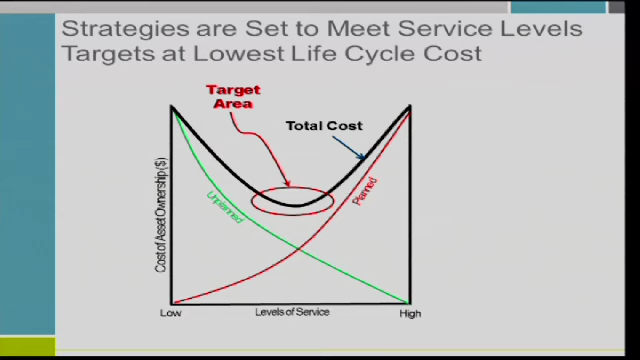 Strategies are Set to Meet Service Levels
Targets at Lowest Life Cycle Cost
Target
Area
Total Cost
Cost of Asset Ownership ($)
Unplanned
Planned
Low
Levels of Service
High